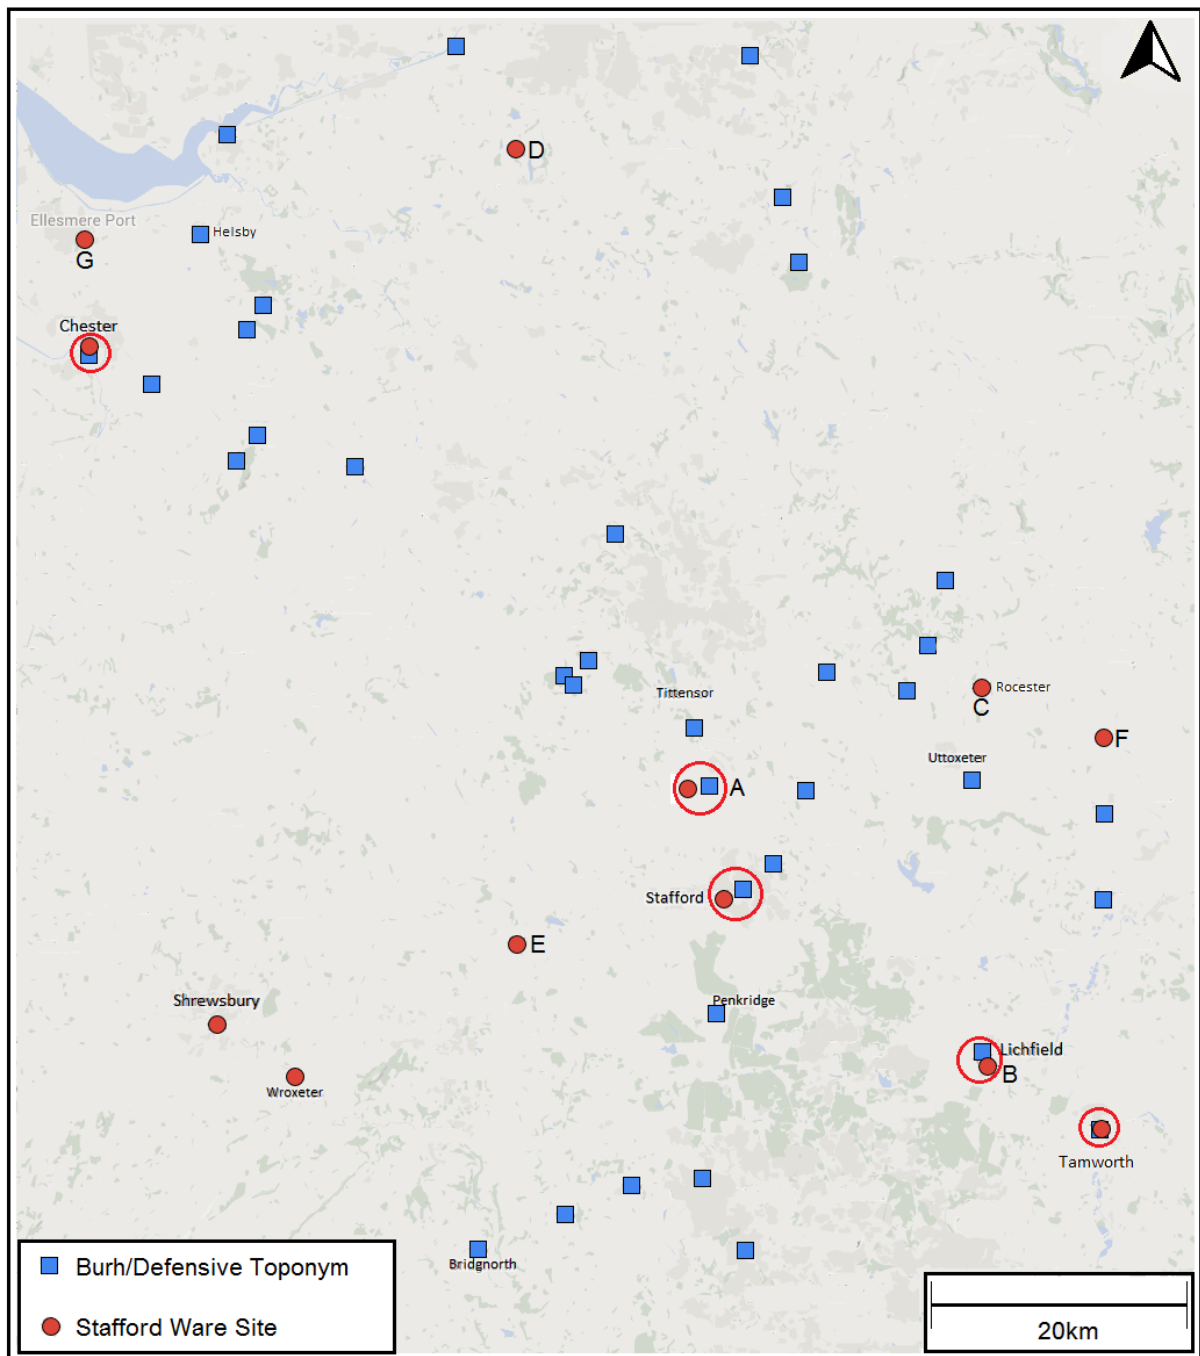 D
Ellesmere Port
Helsby
G
Chester
Tittensor
Rocester
C
F
Uttoxeter
A
Stafford
E
Shrewsbury
Penkridge
Lichfield
B
Wroxeter
Tamworth
Bridgnorth
Burh/Defensive Toponym
Stafford Ware Site
20km